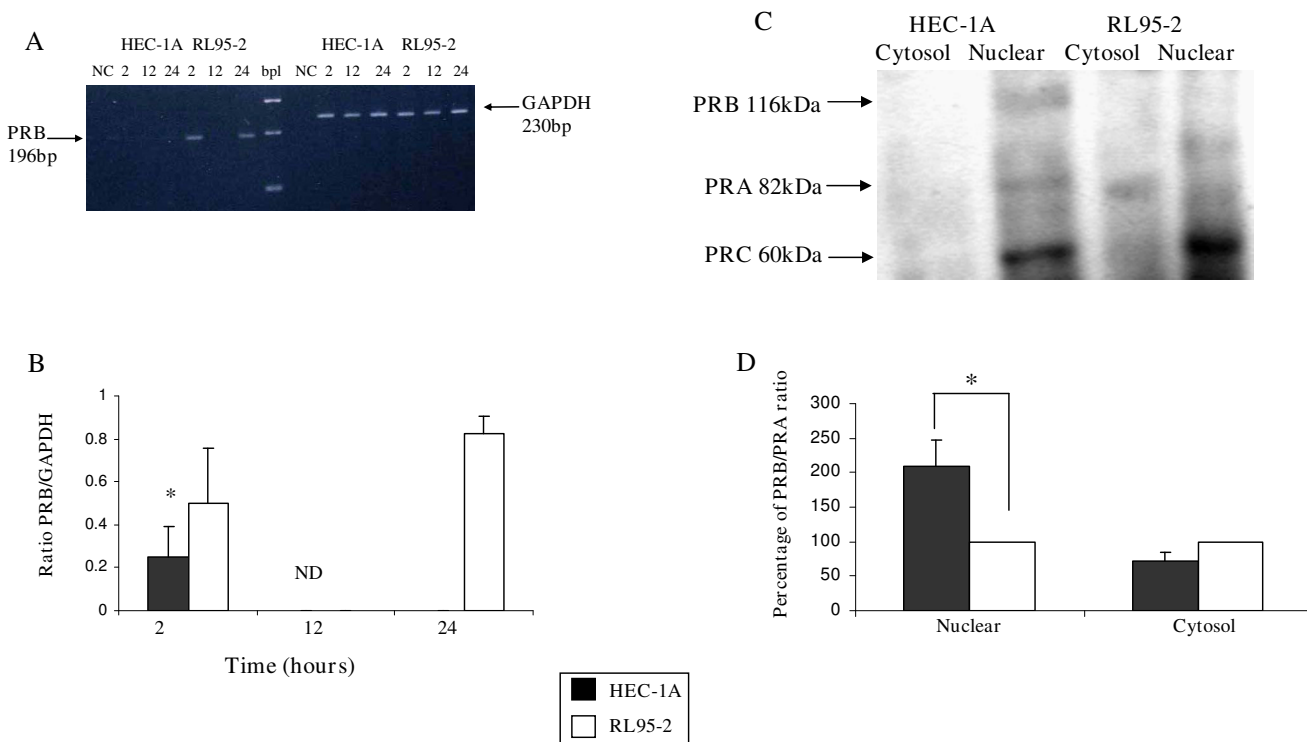 A
HEC-1A RL95-2 HEC-1A RL95-2
NC 2 12 24 2 12 24 bpl NC 2 12 24 2 12 24
PRB
196bp
GAPDH
230bp
C
HEC-1A RL95-2
Cytosol Nuclear Cytosol Nuclear
PRB 116kDa
PRA 82kDa
PRC 60kDa
B
Ratio PRB/GAPDH
1
0.8
0.6
0.4
0.2
0
*
ND
2 12 24
Time (hours)
D
Percentage of PRB/PRA ratio
300
250
200
150
100
50
0
*
Nuclear Cytosol
HEC-1A
RL95-2